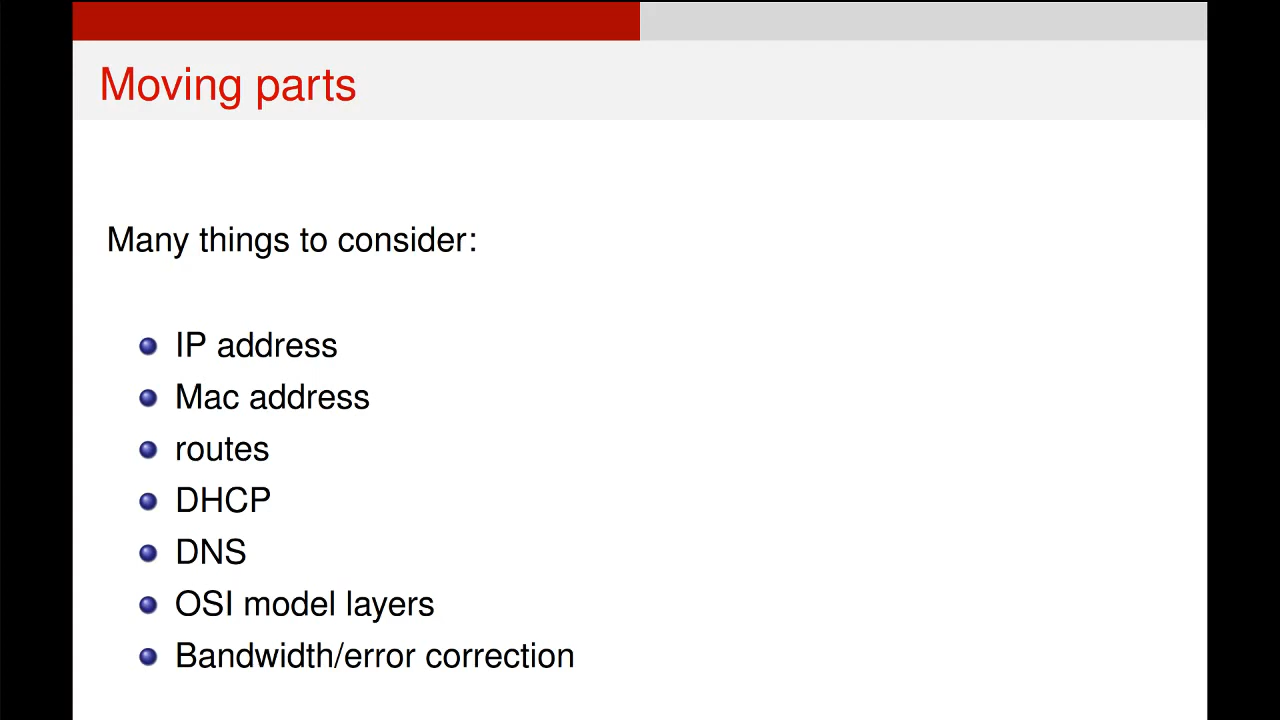 Moving parts
Many things to consider:
IP address
Mac address
routes
DHCP
DNS
OSI model layers
Bandwidth/error correction